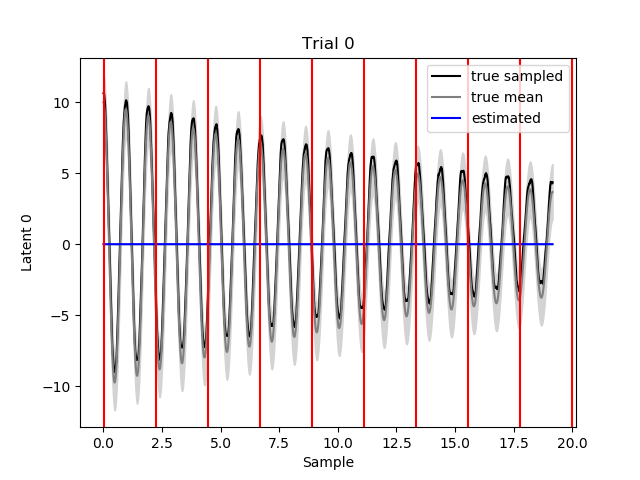 Trial 0
true sampled
true mean
estimated
10
5
0
−5
−10
Latent 0
0.0 2.5 5.0 7.5 10.0 12.5 15.0 17.5 20.0
Sample